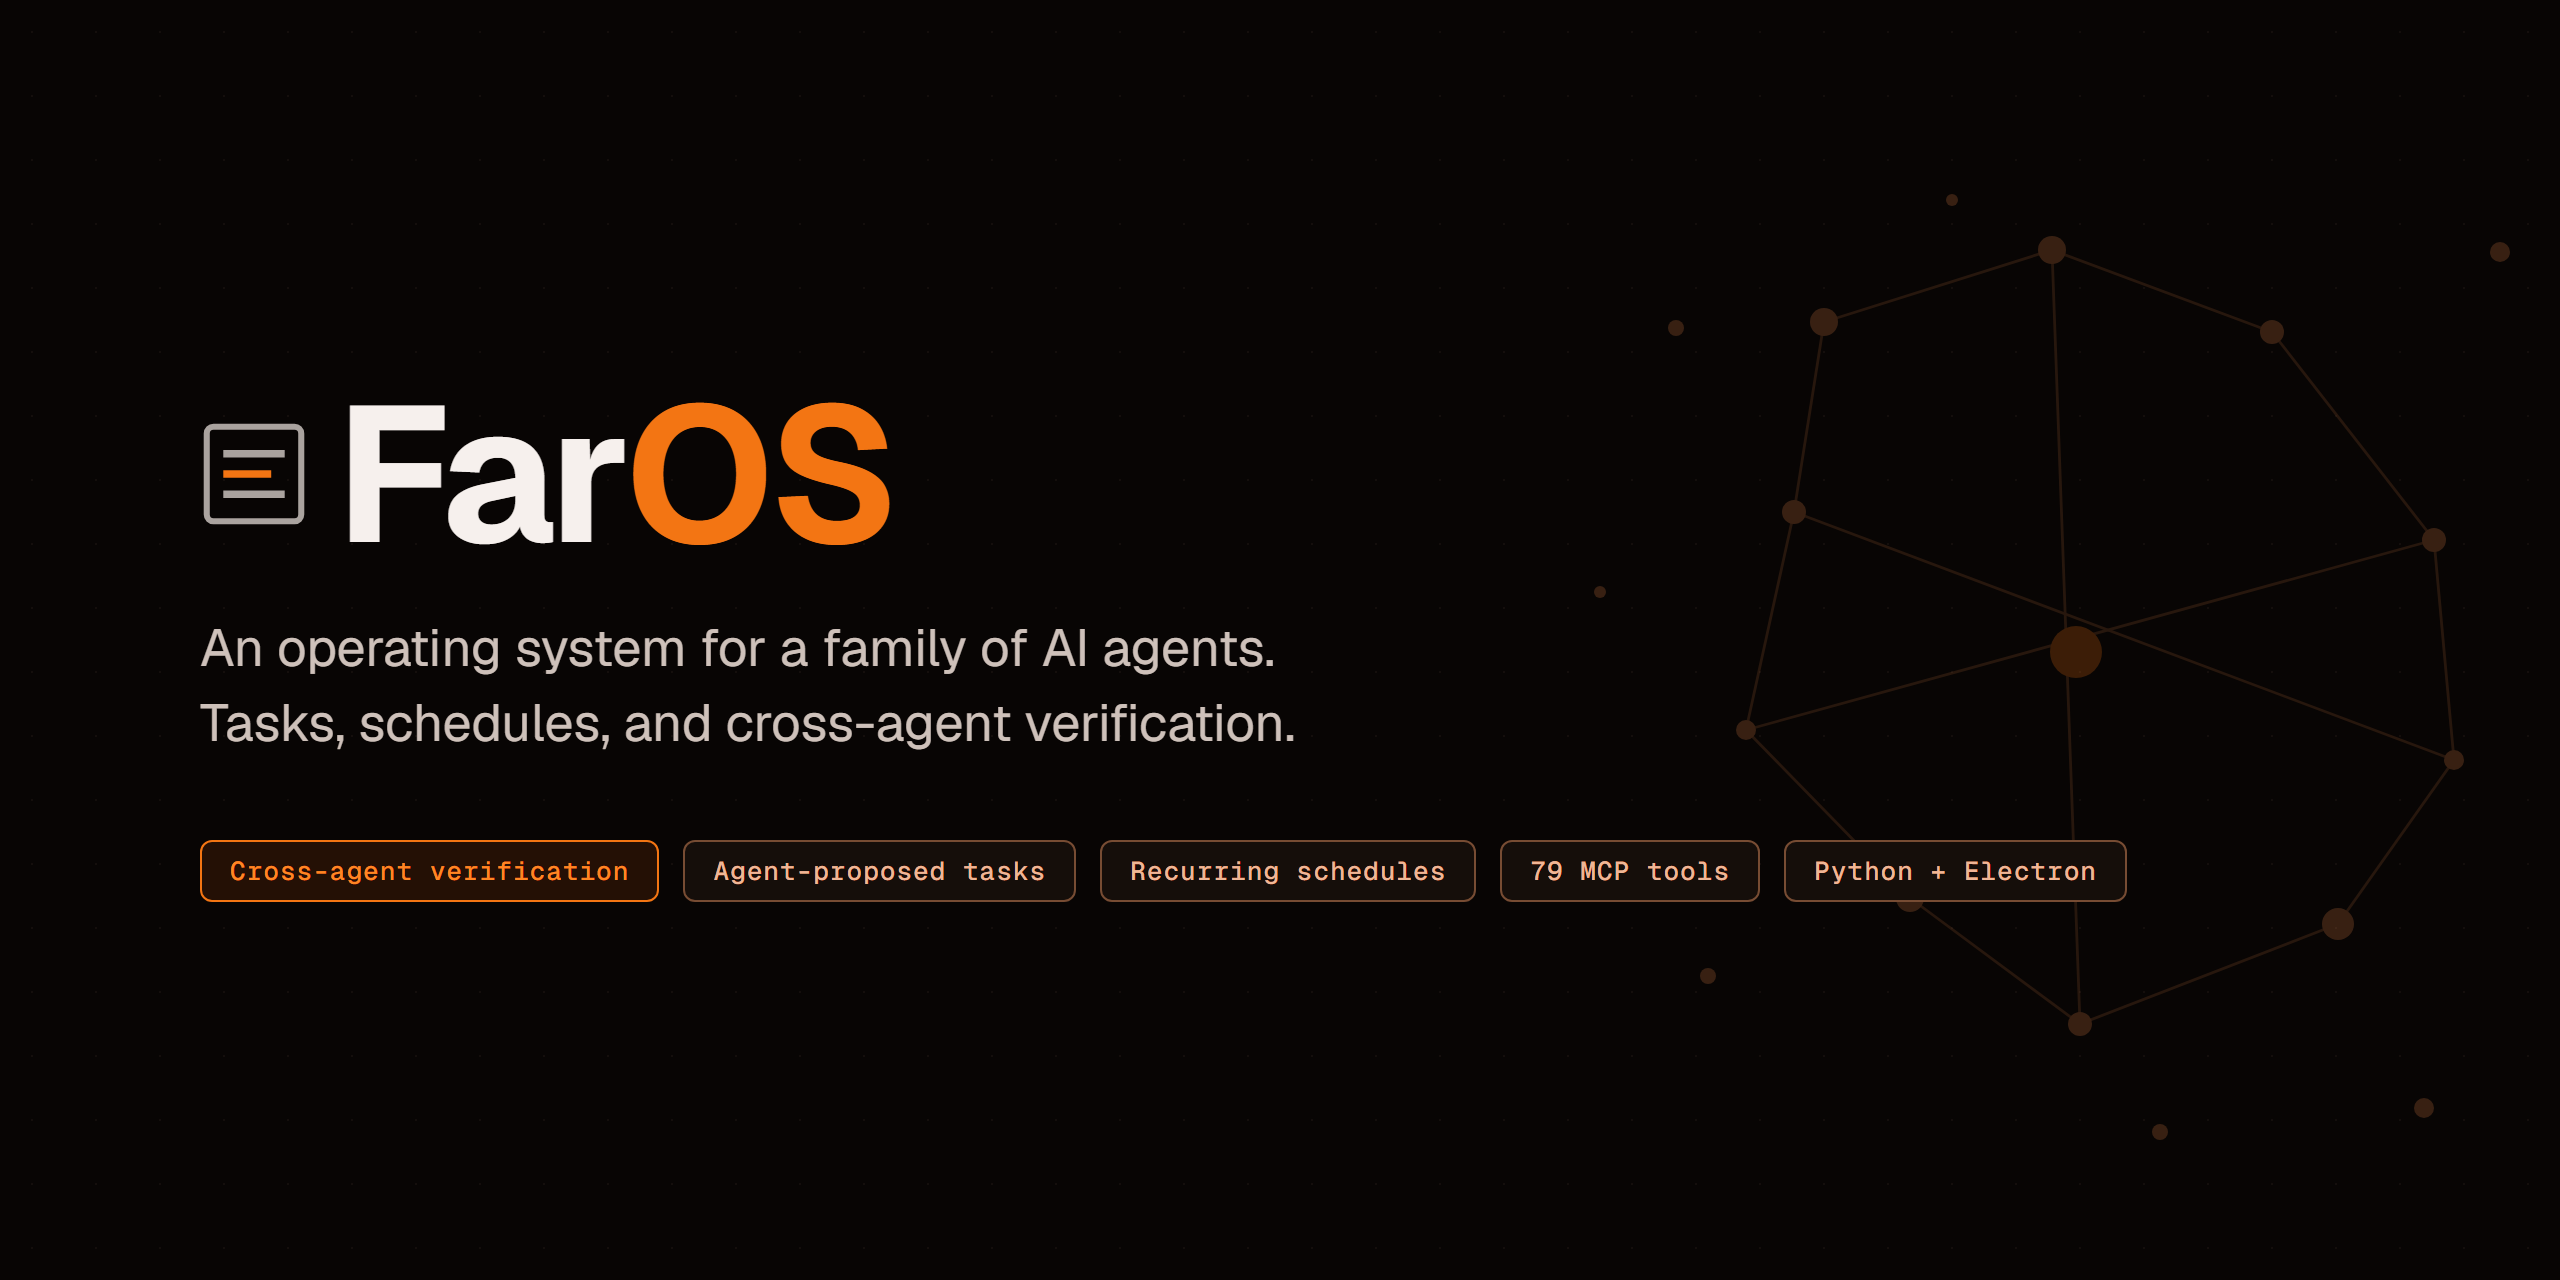 FarOS
An operating system for a family of AI agents.
Tasks, schedules, and cross-agent verification.
Cross-agent verification Agent-proposed tasks Recurring schedules 79 MCP tools Python + Electron